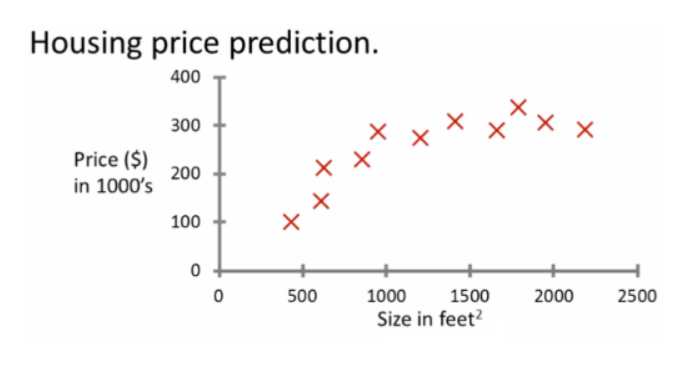 Housing price prediction.
400
300
Price ($)
in 1000's
200
100
0
0 500 1000 1500 2000 2500
Size in feet²